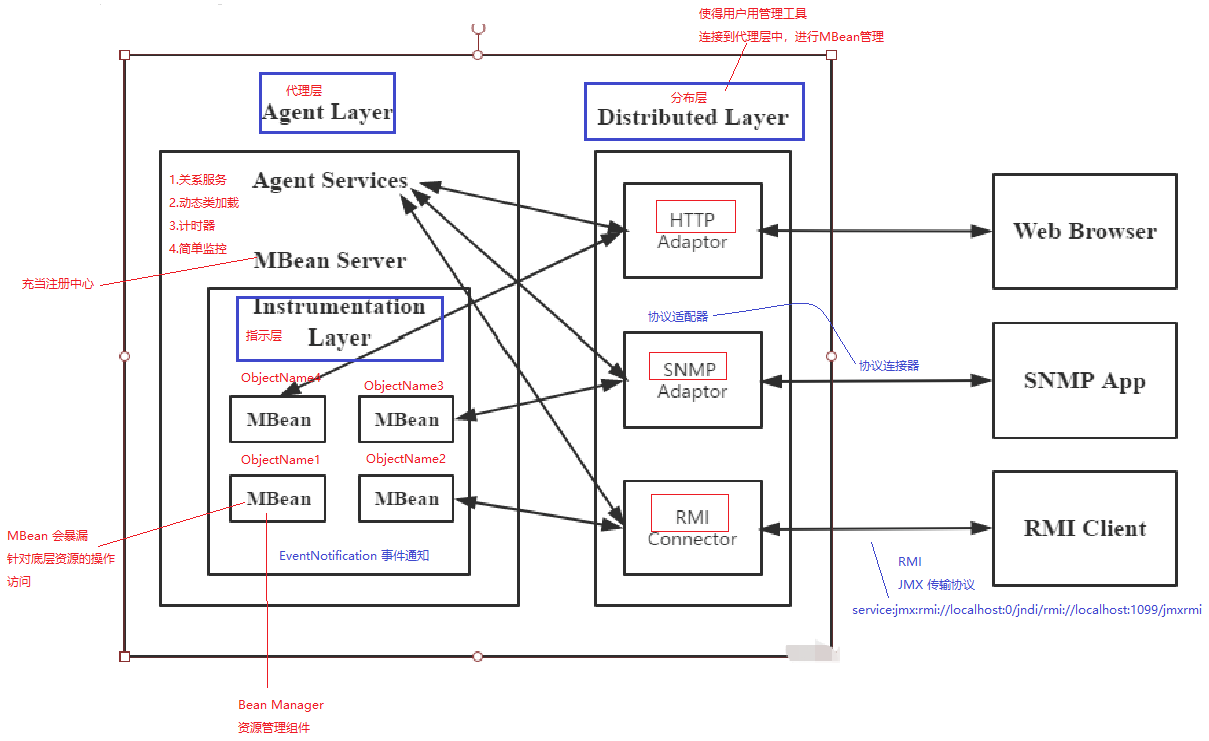 使得用户用管理工具
连接到代理层中，进行MBean管理
代理层
Agent Layer
分布层
Distributed Layer
1.关系服务
2.动态类加载
3.计时器
4.简单监控
Agent Services
MBean Server
充当注册中心
Instrumentation
Layer
指示层
ObjectName4
MBean
ObjectName3
MBean
ObjectName1
MBean
ObjectName2
MBean
EventNotification 事件通知
MBean 会暴漏
针对底层资源的操作
访问
Bean Manager
资源管理组件
HTTP
Adaptor
协议适配器
SNMP
Adaptor
RMI
Connector
协议连接器
Web Browser
SNMP App
RMI Client
RMI
JMX 传输协议
service:jmx:rmi://localhost:0/jndi/rmi://localhost:1099/jmxrmi